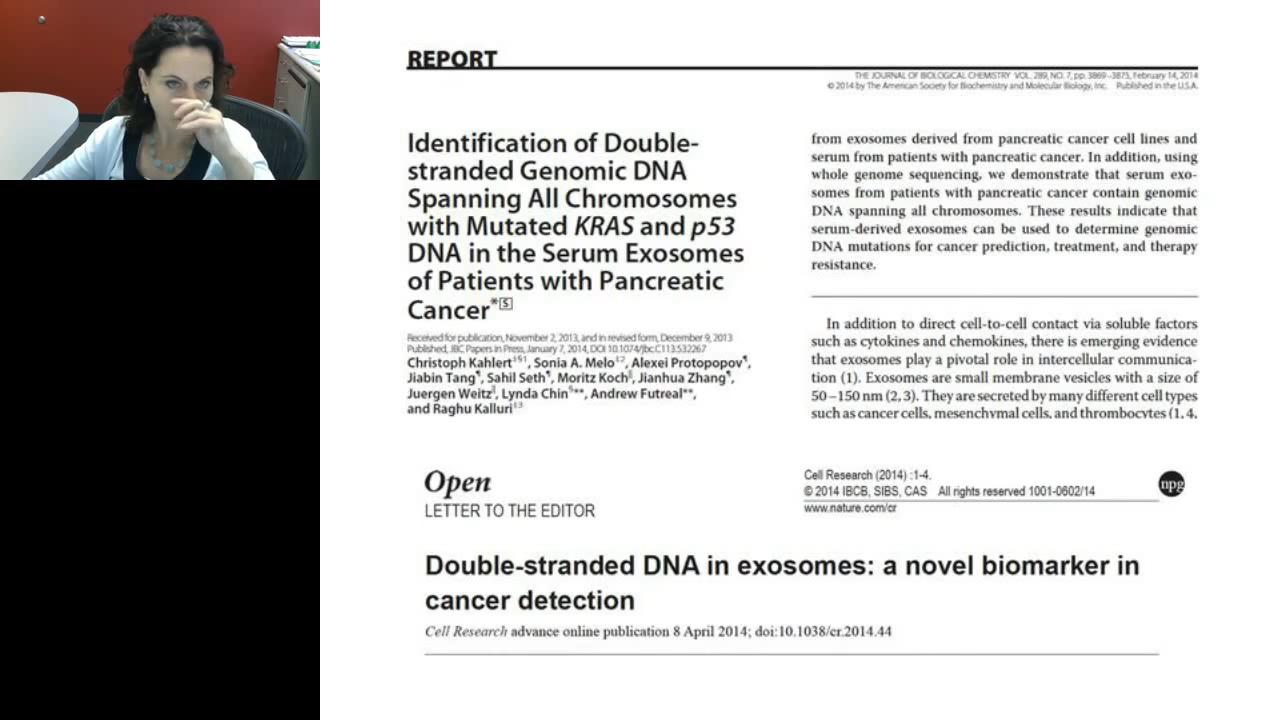 REPORT
THE JOURNAL OF BIOLOGICAL CHEMISTRY VOL. 289, NO. 7, pp. 3869–3875, February 14, 2014
© 2014 by The American Society for Biochemistry and Molecular Biology, Inc. Published in the U.S.A.
Identification of Double-
stranded Genomic DNA
Spanning All Chromosomes
with Mutated KRAS and p53
DNA in the Serum Exosomes
of Patients with Pancreatic
Cancer*S
Received for publication, November 2, 2013, and in revised form, December 9, 2013
Published, JBC Papers in Press, January 7, 2014, DOI 10.1074/jbc.C113.532267
Christoph Kahlert, Sonia A. Melo, Alexei Protopopov,
Jiabin Tang, Sahil Seth, Moritz Koch, Jianhua Zhang,
Juergen Weitz, Lynda Chin, Andrew Futreal**,
and Raghu Kalluri
from exosomes derived from pancreatic cancer cell lines and
serum from patients with pancreatic cancer. In addition, using
whole genome sequencing, we demonstrate that serum exo-
somes from patients with pancreatic cancer contain genomic
DNA spanning all chromosomes. These results indicate that
serum-derived exosomes can be used to determine genomic
DNA mutations for cancer prediction, treatment, and therapy
resistance.
In addition to direct cell-to-cell contact via soluble factors
such as cytokines and chemokines, there is emerging evidence
that exosomes play a pivotal role in intercellular communica-
tion (1). Exosomes are small membrane vesicles with a size of
50–150 nm (2, 3). They are secreted by many different cell types
such as cancer cells, mesenchymal cells, and thrombocytes (1, 4,
Open
LETTER TO THE EDITOR
Cell Research (2014) :1-4.
© 2014 IBCB, SIBS, CAS All rights reserved 1001-0602/14
www.nature.com/cr
npg
Double-stranded DNA in exosomes: a novel biomarker in
cancer detection
Cell Research advance online publication 8 April 2014; doi:10.1038/cr.2014.44